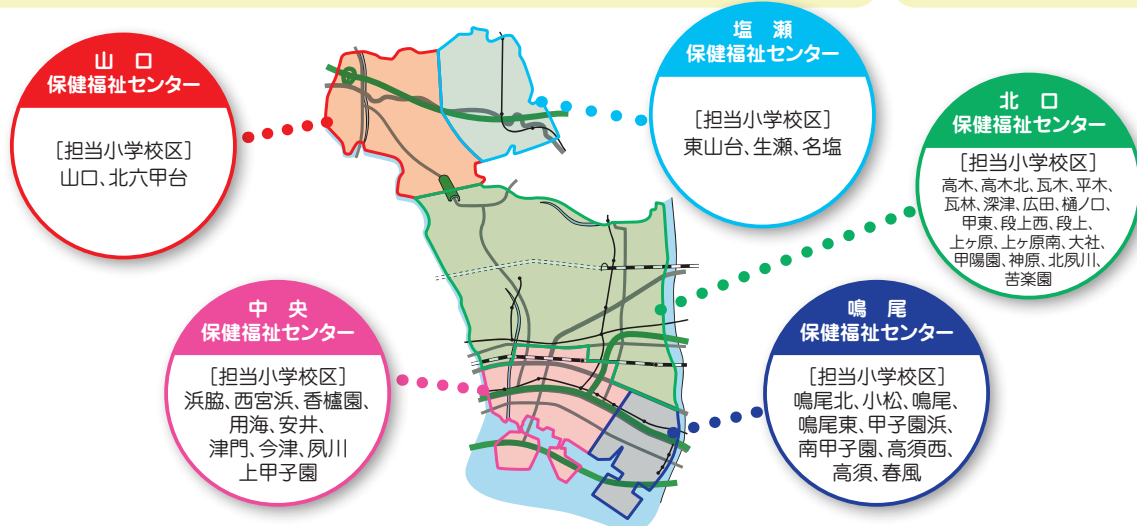 山口
保健福祉センター
[担当小学校区]
山口、北六甲台
塩瀬
保健福祉センター
[担当小学校区]
東山台、生瀬、名塩
北口
保健福祉センター
[担当小学校区]
高木、高木北、瓦木、平木、
瓦林、深津、広田、樋ノ口、
甲東、段上西、段上、
上ヶ原、上ヶ原南、大社、
甲陽園、神原、北夙川、
苦楽園
中央
保健福祉センター
[担当小学校区]
浜脇、西宮浜、香櫨園、
用海、安井、
津門、今津、夙川
上甲子園
鳴尾
保健福祉センター
[担当小学校区]
鳴尾北、小松、鳴尾、
鳴尾東、甲子園浜、
南甲子園、高須西、
高須、春風